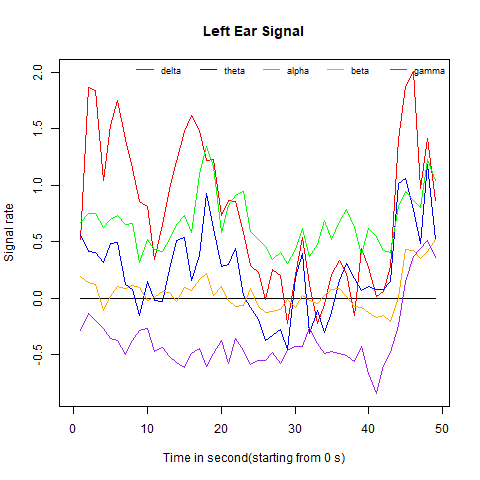 Left Ear Signal
delta theta alpha beta gamma
2.0
1.5
1.0
0.5
0.0
-0.5
Signal rate
0 10 20 30 40 50
Time in second(starting from 0 s)